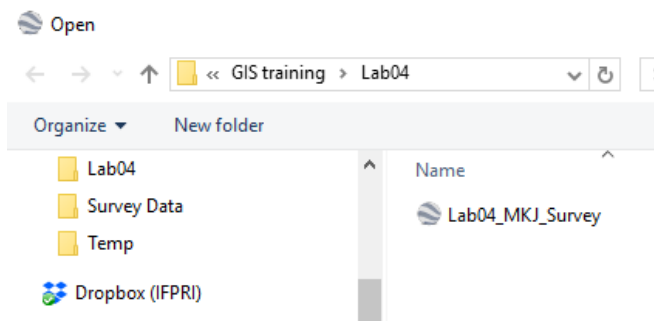 Open
« GIS training > Lab04
Organize New folder
Lab04
Name
Survey Data
Lab04_MKJ_Survey
Temp
Dropbox (IFPRI)